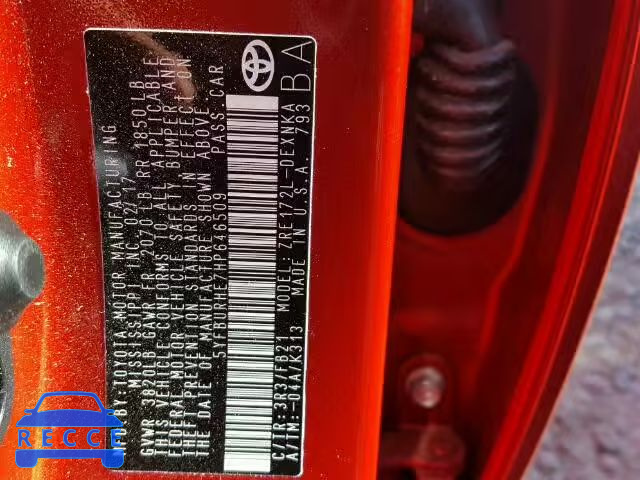 BY: TOYOTA MOTOR MANUFACTURING
MISSISSIPPI, INC. 02/17
GVWR 3820LB GAWR FR 2070LB RR 1850LB
THIS VEHICLE CONFORMS TO ALL APPLICABLE
FEDERAL MOTOR VEHICLE SAFETY, BUMPER AND
THEFT PREVENTION STANDARDS IN EFFECT ON
THE DATE OF MANUFACTURE SHOWN ABOVE.
5YFBURHE7HP646509 PASS. CAR
C/TR:3R3/FB21 MODEL:ZRE172L-DEXNKA
A/TM:-06A/K313 MADE IN U.S.A. 793
BA
RECCE